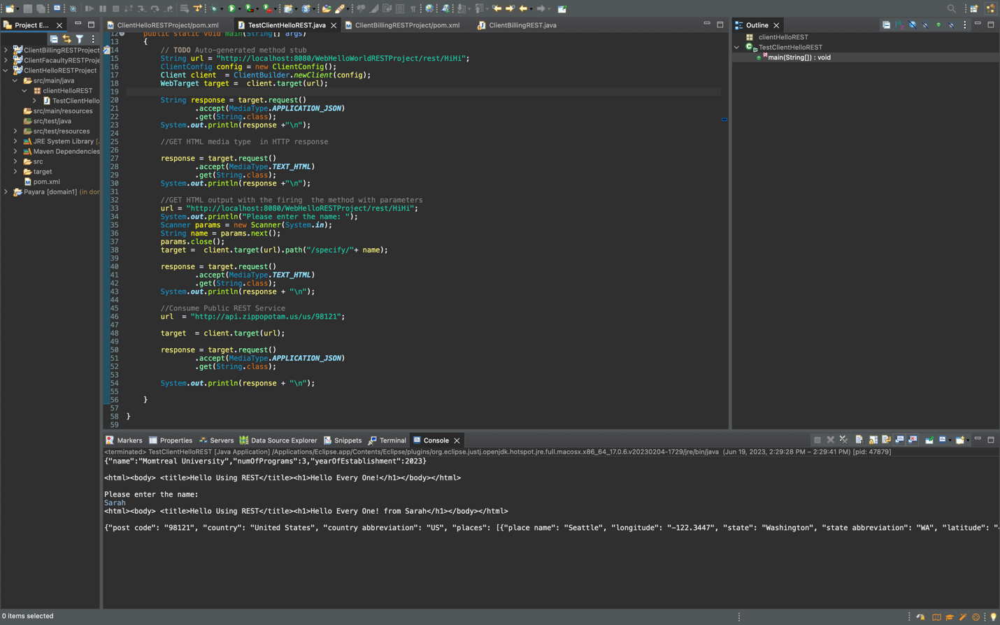 Project E...
ClientBillingRESTProject
ClientFacaultyRESTProje
ClientHelloRESTProject
src/main/java
clientHelloREST
TestClientHello
src/main/resources
src/test/java
src/test/resources
JRE System Library [.
Maven Dependencies
src
target
pom.xml
Payara [domain1] (in dor
ClientHelloRESTProject/pom.xml
TestClientHelloREST.java
ClientBillingRESTProject/pom.xml
ClientBillingREST.java
12 public static void main(String[] args)
13 {
14 // TODO Auto-generated method stub
15 String url = "http://localhost:8080/WebHelloWorldRESTProject/rest/HiHi";
16 ClientConfig config = new ClientConfig();
17 Client client  = ClientBuilder.newClient(config);
18 WebTarget target =  client.target(url);
19
20 String response = target.request()
21 .accept(MediaType.APPLICATION_JSON)
22 .get(String.class);
23 System.out.println(response +"\n");
24
25 //GET HTML media type  in HTTP response
26
27 response = target.request()
28 .accept(MediaType.TEXT_HTML)
29 .get(String.class);
30 System.out.println(response +"\n");
31
32 //GET HTML output with the firing  the method with parameters
33 url = "http://localhost:8080/WebHelloRESTProject/rest/HiHi";
34 System.out.println("Please enter the name: ");
35 Scanner params = new Scanner(System.in);
36 String name = params.next();
37 params.close();
38 target =  client.target(url).path("/specify/"+ name);
39
40 response = target.request()
41 .accept(MediaType.TEXT_HTML)
42 .get(String.class);
43 System.out.println(response + "\n");
44
45 //Consume Public REST Service
46 url  = "http://api.zippopotam.us/us/98121";
47
48 target  = client.target(url);
49
50 response = target.request()
51 .accept(MediaType.APPLICATION_JSON)
52 .get(String.class);
53
54 System.out.println(response + "\n");
55
56 }
57
58 }
59
Outline
clientHelloREST
TestClientHelloREST
main(String[]) : void
Markers
Properties
Servers
Data Source Explorer
Snippets
Terminal
Console
<terminated> TestClientHelloREST [Java Application] /Applications/Eclipse.app/Contents/Eclipse/plugins/org.eclipse.justj.openjdk.hotspot.jre.full.macosx.x86_64_17.0.6.v20230204-1729/jre/bin/java  (Jun 19, 2023, 2:29:28 PM – 2:29:41 PM) [pid: 47879]
{"name":"Momtreal University","numOfPrograms":3,"yearOfEstablishment":2023}
<html><body> <title>Hello Using REST</title><h1>Hello Every One!</h1></body></html>
Please enter the name:
Sarah
<html><body> <title>Hello Using REST</title><h1>Hello Every One! from Sarah</h1></body></html>
{"post code": "98121", "country": "United States", "country abbreviation": "US", "places": [{"place name": "Seattle", "longitude": "-122.3447", "state": "Washington", "state abbreviation": "WA", "latitude": "
0 items selected